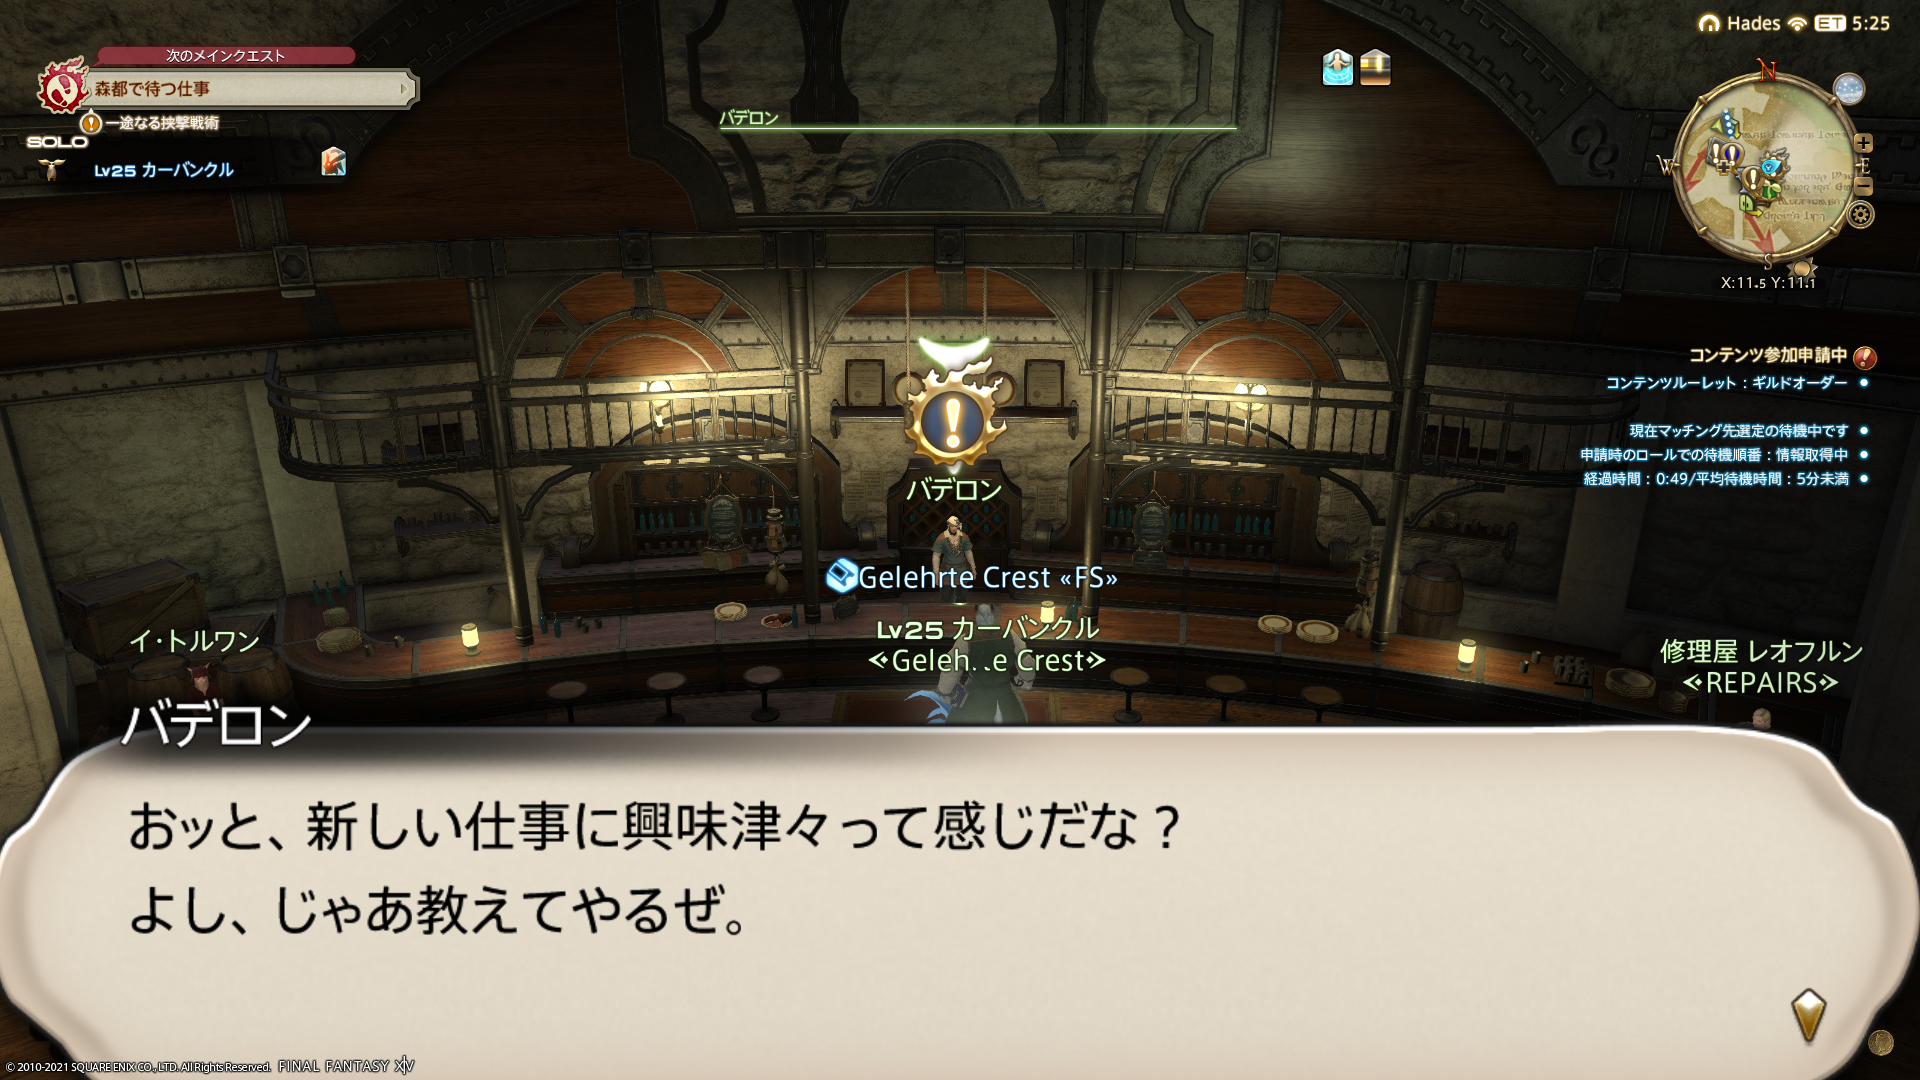 次のメインクエスト
森都で待つ仕事
一途なる挟撃戦術
SOLO
Lv25 カーバンクル
バデロン
Hades ET 5:25
N
W
E
S
X:11.5 Y:11.1
コンテンツ参加申請中
コンテンツルーレット：ギルドオーダー
現在マッチング先選定の待機中です
申請時のロールでの待機順番：情報取得中
経過時間：0:49/平均待機時間：5分未満
バデロン
Gelehrte Crest «FS»
Lv25 カーバンクル
≪Geleh...e Crest≫
イ・トルワン
修理屋 レオフルン
≪REPAIRS≫
バデロン
おッと、新しい仕事に興味津々って感じだな？
よし、じゃあ教えてやるぜ。
© 2010-2021 SQUARE ENIX CO., LTD. All Rights Reserved. FINAL FANTASY XIV